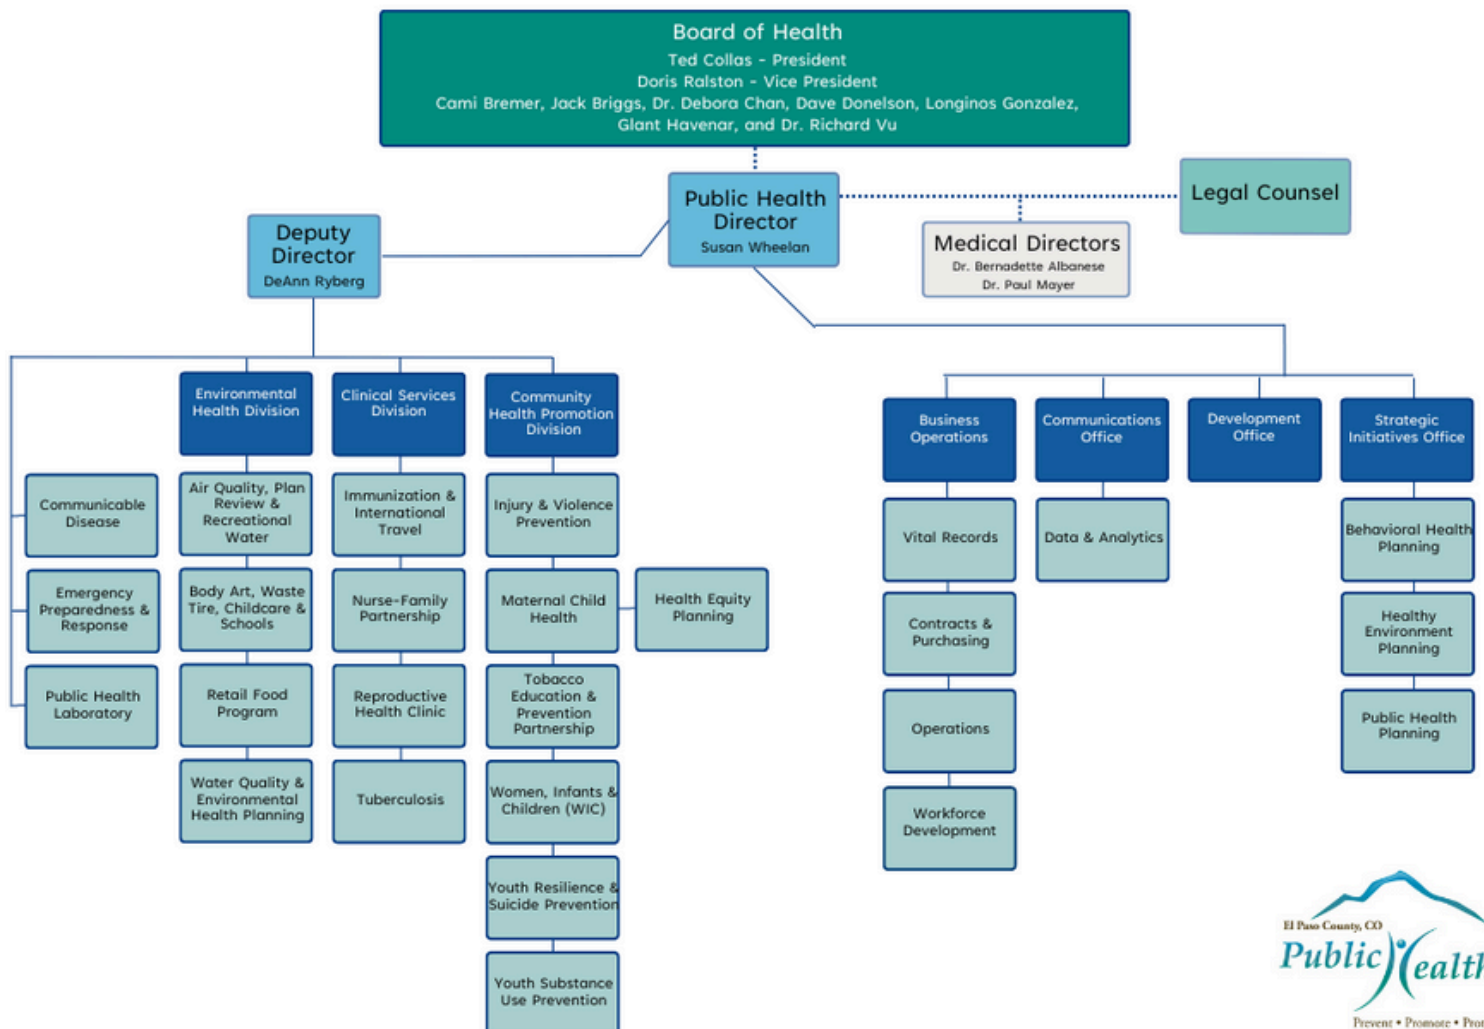 Board of Health
Ted Collas - President
Doris Ralston - Vice President
Cami Bremer, Jack Briggs, Dr. Debora Chan, Dave Donelson, Longinos Gonzalez,
Glant Havenar, and Dr. Richard Vu
Public Health
Director
Susan Wheelan
Legal Counsel
Deputy
Director
DeAnn Ryberg
Medical Directors
Dr. Bernadette Albanese
Dr. Paul Mayer
Communicable
Disease
Emergency
Preparedness &
Response
Public Health
Laboratory
Environmental
Health Division
Air Quality, Plan
Review &
Recreational
Water
Body Art, Waste
Tire, Childcare &
Schools
Retail Food
Program
Water Quality &
Environmental
Health Planning
Clinical Services
Division
Immunization &
International
Travel
Nurse-Family
Partnership
Reproductive
Health Clinic
Tuberculosis
Community
Health Promotion
Division
Injury & Violence
Prevention
Maternal Child
Health
Health Equity
Planning
Tobacco
Education &
Prevention
Partnership
Women, Infants &
Children (WIC)
Youth Resilience &
Suicide Prevention
Youth Substance
Use Prevention
Business
Operations
Vital Records
Contracts &
Purchasing
Operations
Workforce
Development
Communications
Office
Data & Analytics
Development
Office
Strategic
Initiatives Office
Behavioral Health
Planning
Healthy
Environment
Planning
Public Health
Planning
El Paso County, CO
Public Health
Prevent • Promote •